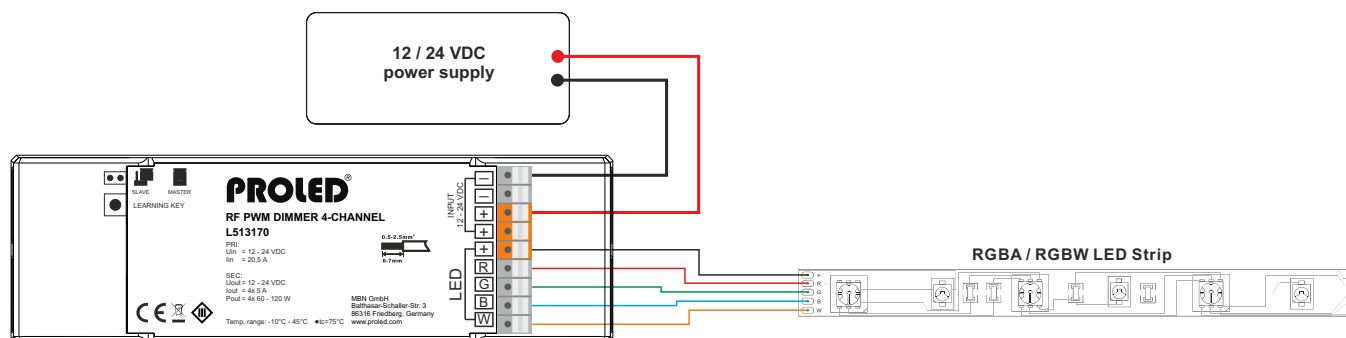 12 / 24 VDC
power supply
SLAVE MASTER
LEARNING KEY
PROLED®
RF PWM DIMMER 4-CHANNEL
L513170
PRI:
Uin = 12 - 24 VDC
Iin = 20,5 A
SEC:
Uout = 12 - 24 VDC
Iout = 4x 5 A
Pout = 4x 60 - 120 W
Temp. range: -10°C - 45°C ●tc=75°C
0.5-2.5mm²
6-7mm
MBN GmbH
Balthasar-Schaller-Str. 3
86316 Friedberg, Germany
www.proled.com
CE
III
INPUT
12 - 24 VDC
−
−
+
+
LED
+
R
G
B
W
RGBA / RGBW LED Strip
+
R
G
B
W